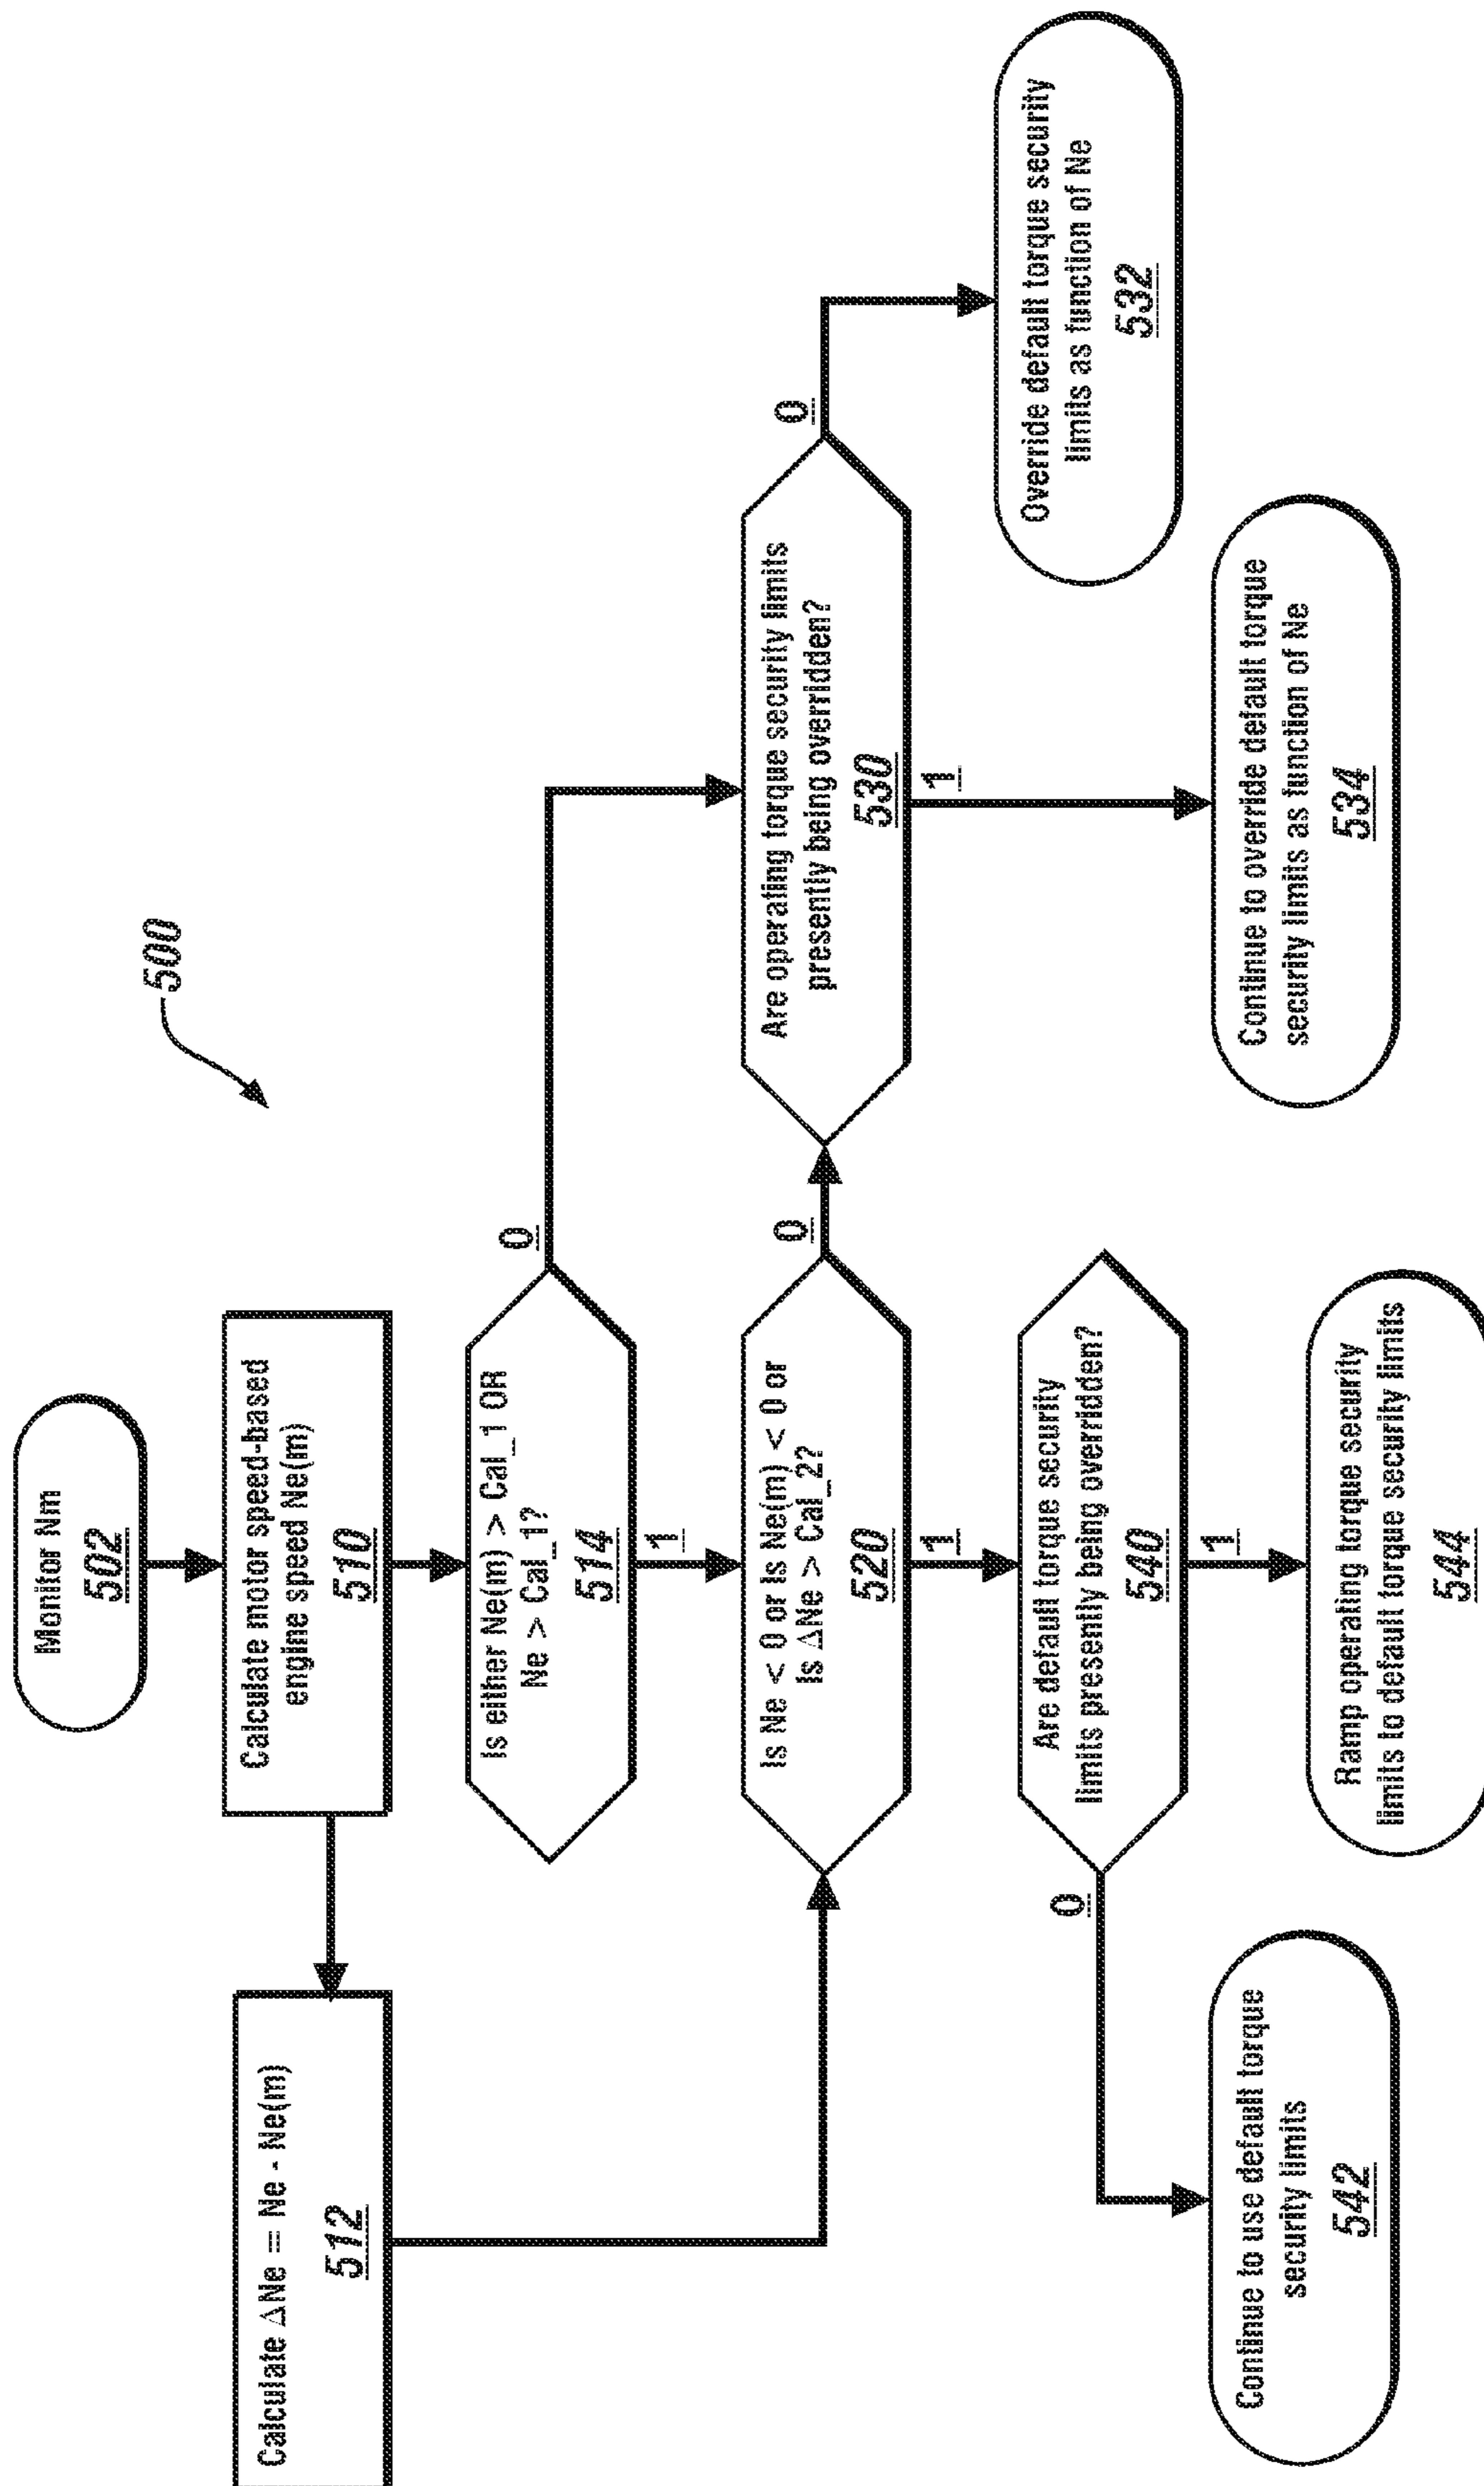 500
Monitor Nm
502
Calculate motor speed-based
engine speed Ne(m)
510
Calculate ΔNe = Ne - Ne(m)
512
Is either Ne(m) > Cal_1 OR
Ne > Cal_1?
514
0
1
Is Ne < 0 or Is Ne(m) < 0 or
Is ΔNe > Cal_2?
520
0
1
Are operating torque security limits
presently being overridden?
530
0
1
Override default torque security
limits as function of Ne
532
Continue to override default torque
security limits as function of Ne
534
Are default torque security
limits presently being overridden?
540
0
1
Continue to use default torque
security limits
542
Ramp operating torque security
limits to default torque security limits
544